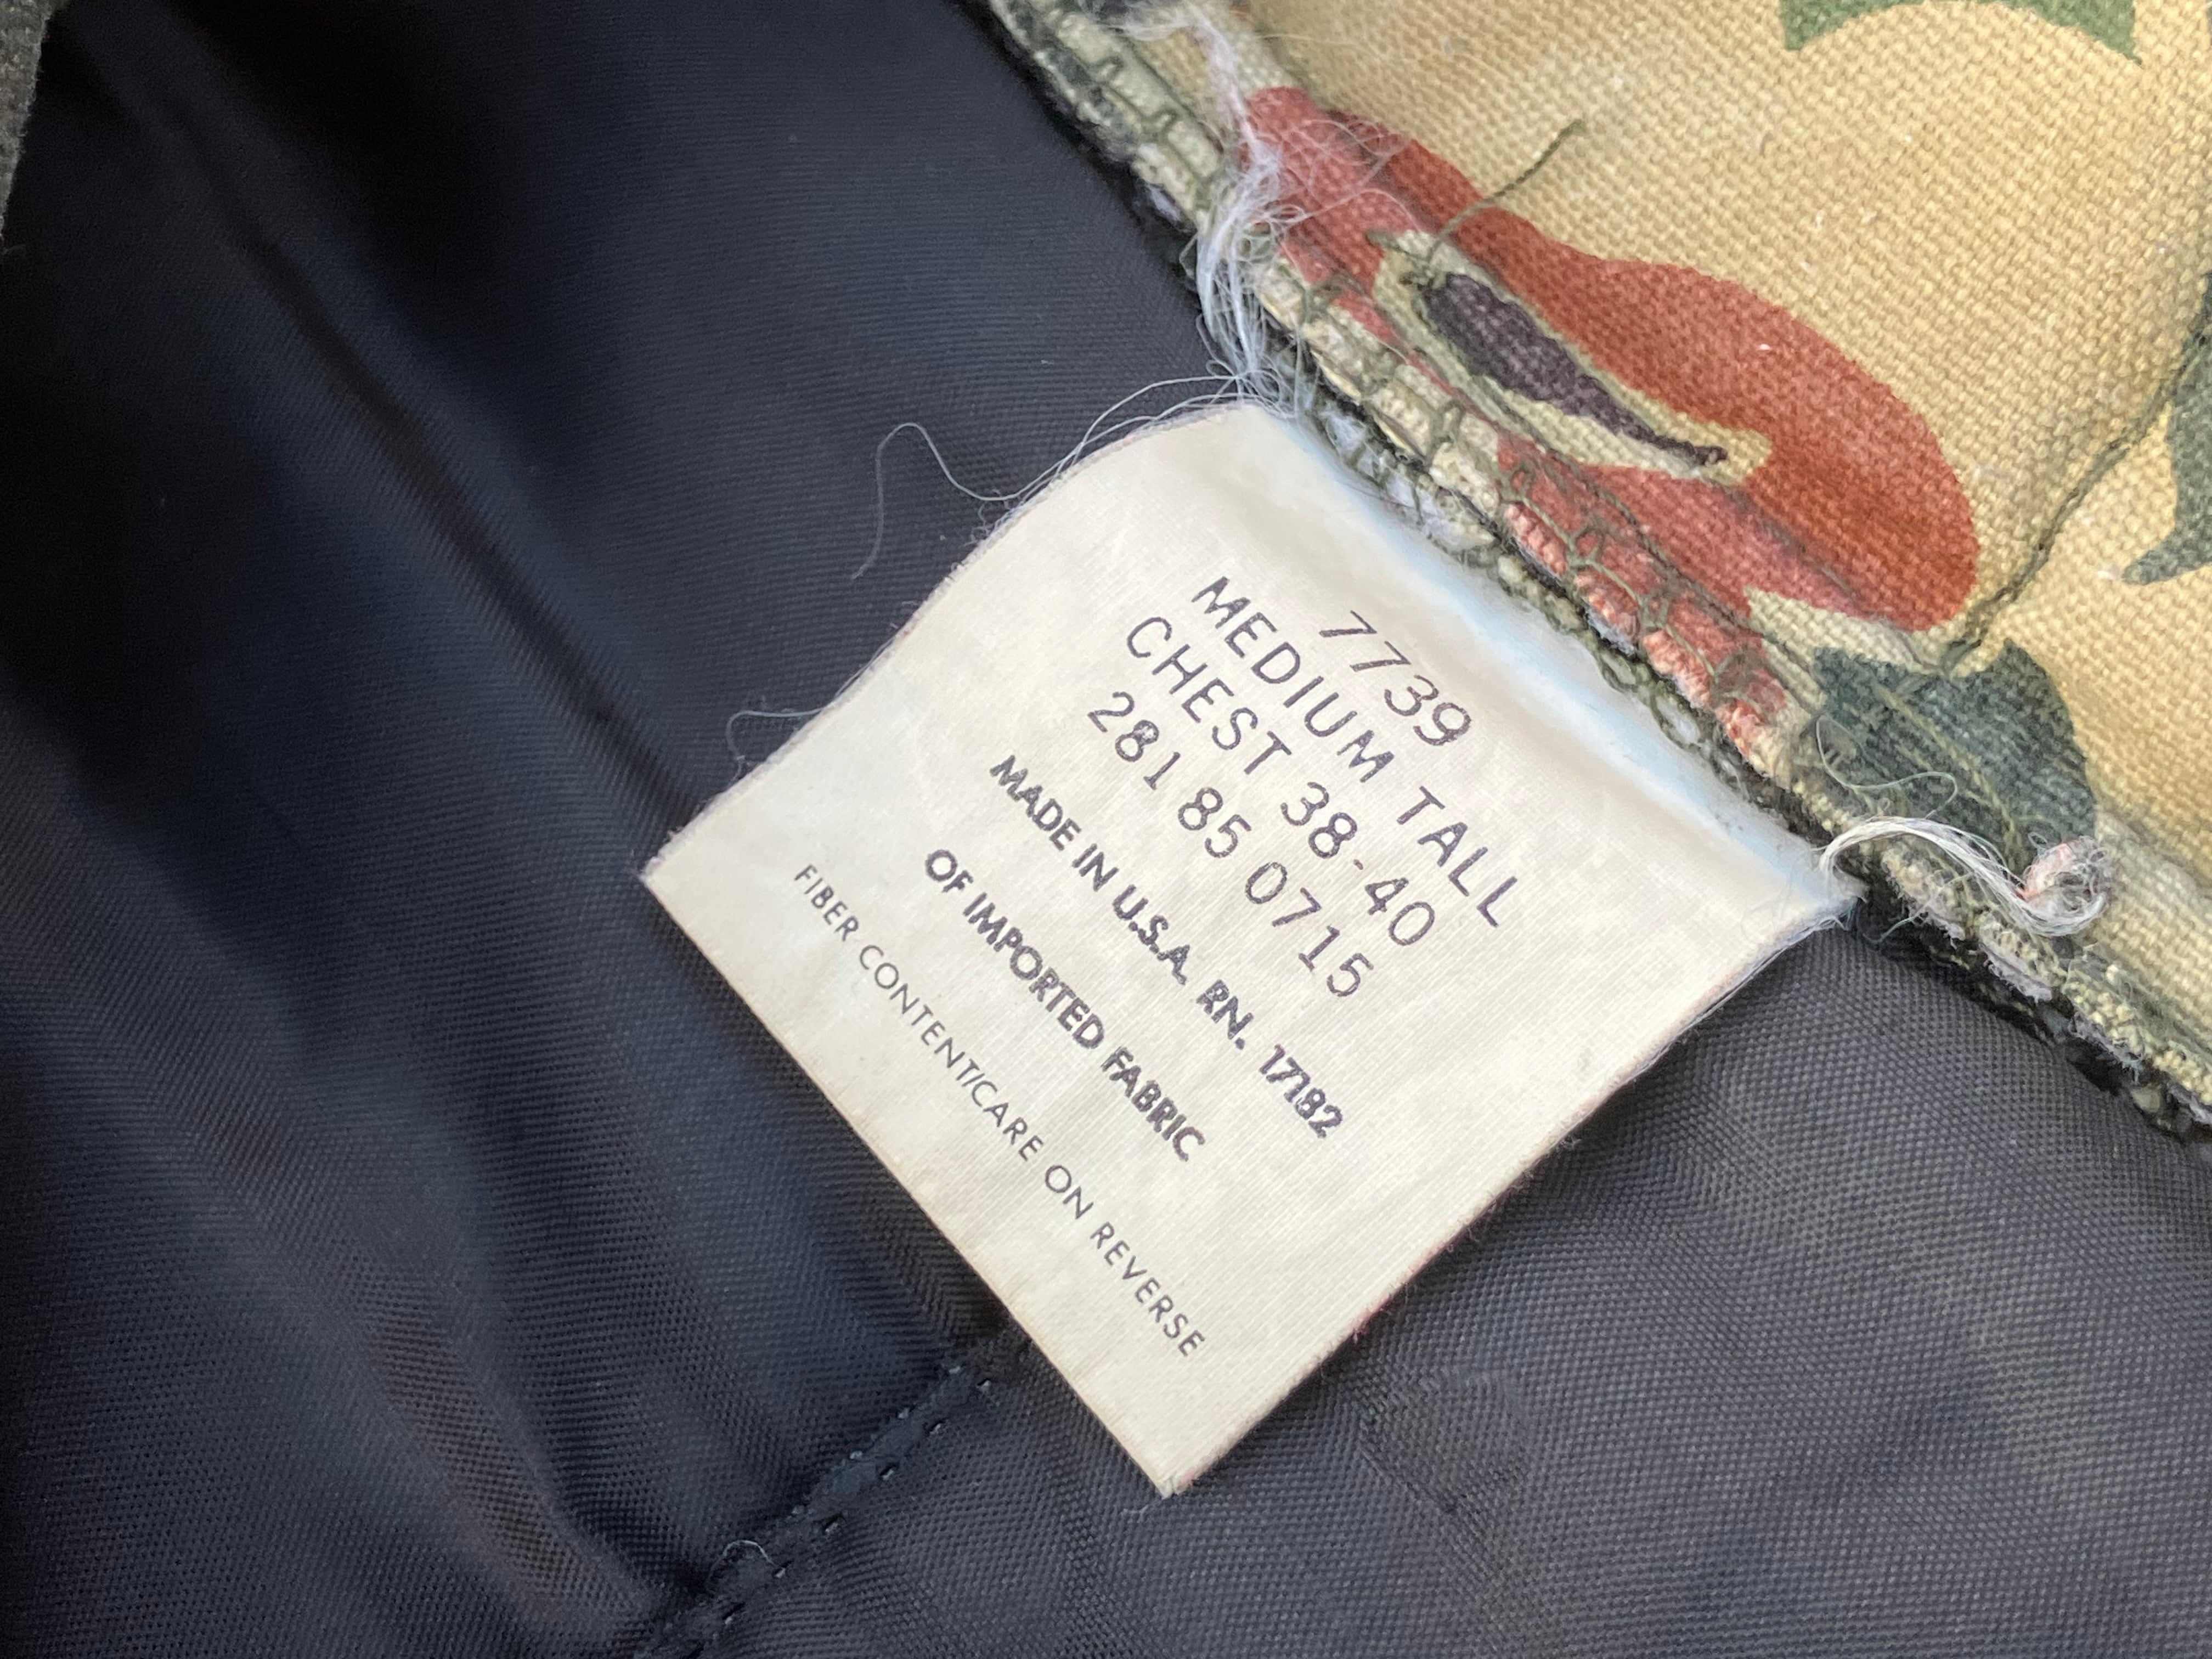 7739
MEDIUM TALL
CHEST 38-40
281 85 0715
MADE IN U.S.A. RN. 17182
OF IMPORTED FABRIC
FIBER CONTENT/CARE ON REVERSE